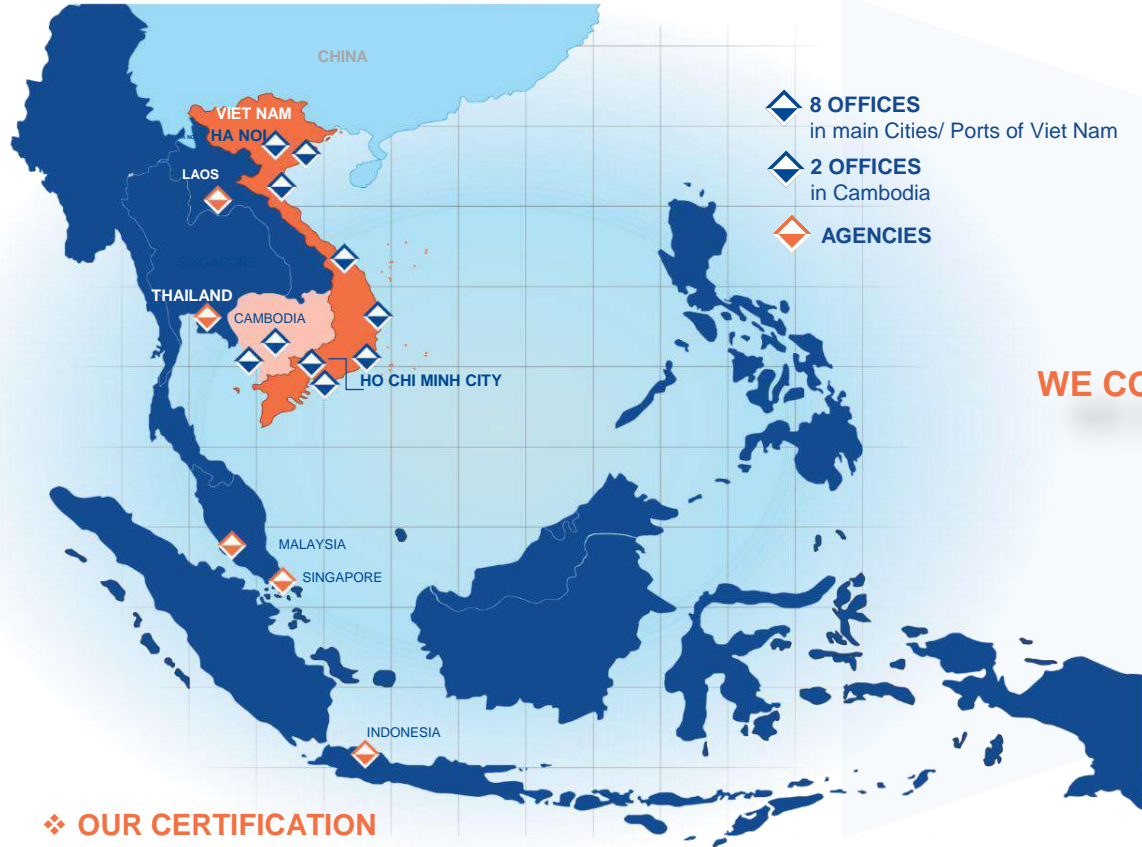 CHINA
VIET NAM
HA NOI
LAOS
SINGAPORE
THAILAND
CAMBODIA
HO CHI MINH CITY
MALAYSIA
SINGAPORE
INDONESIA
8 OFFICES
in main Cities/ Ports of Viet Nam
2 OFFICES
in Cambodia
AGENCIES
WE CO
❖ OUR CERTIFICATION